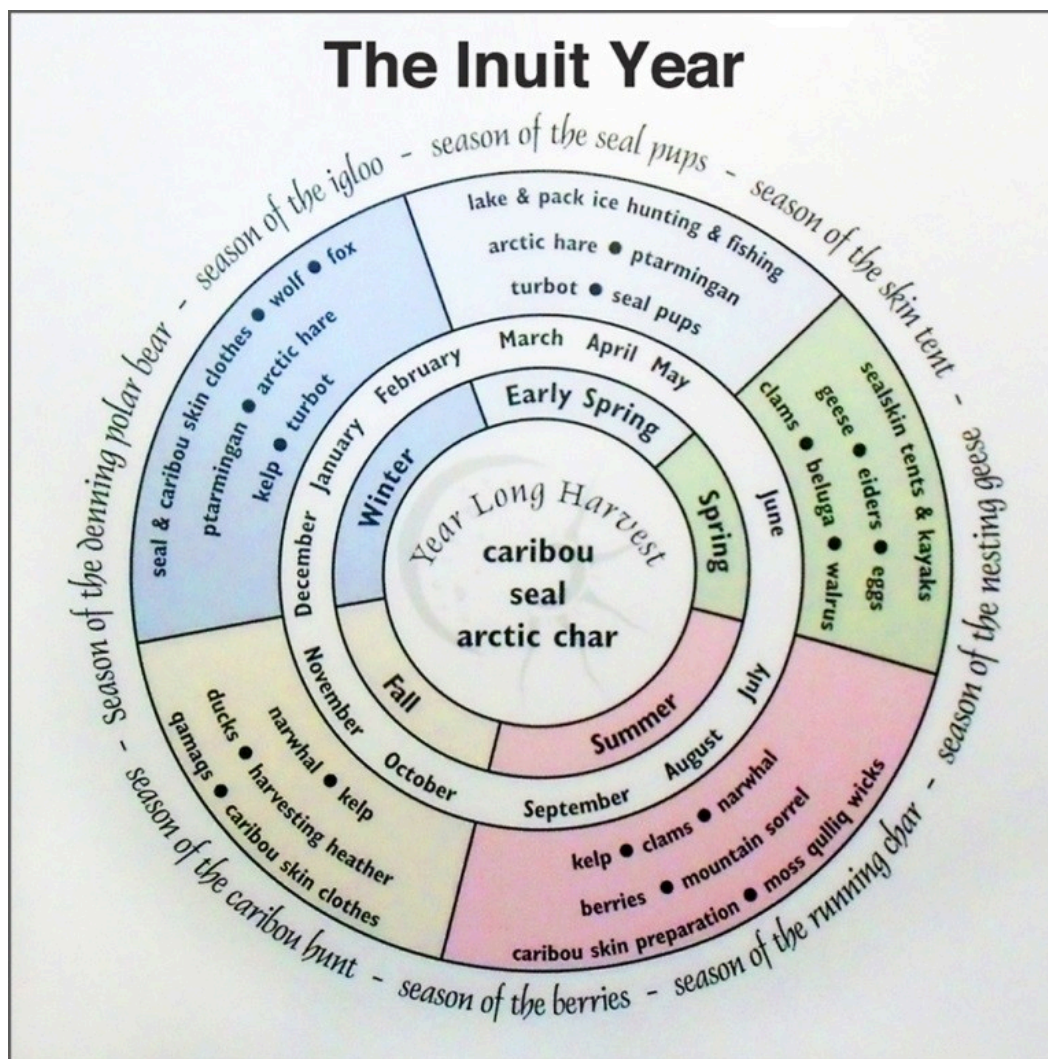 The Inuit Year
season of the seal pups - season of the skin tent - season of the nesting geese - season of the running char - season of the berries - season of the caribou hunt - season of the denning polar bear - season of the igloo -
lake & pack ice hunting & fishing
arctic hare ● ptarmingan
turbot ● seal pups
sealskin tents & kayaks
geese ● eiders ● eggs
clams ● beluga ● walrus
kelp ● clams ● narwhal
berries ● mountain sorrel
caribou skin preparation ● moss qulliq wicks
narwhal ● kelp
ducks ● harvesting heather
qamaqs ● caribou skin clothes
seal & caribou skin clothes ● wolf ● fox
ptarmingan ● arctic hare
kelp ● turbot
January February March April May June July August September October November December
Early Spring
Spring
Summer
Fall
Winter
Year Long Harvest
caribou
seal
arctic char